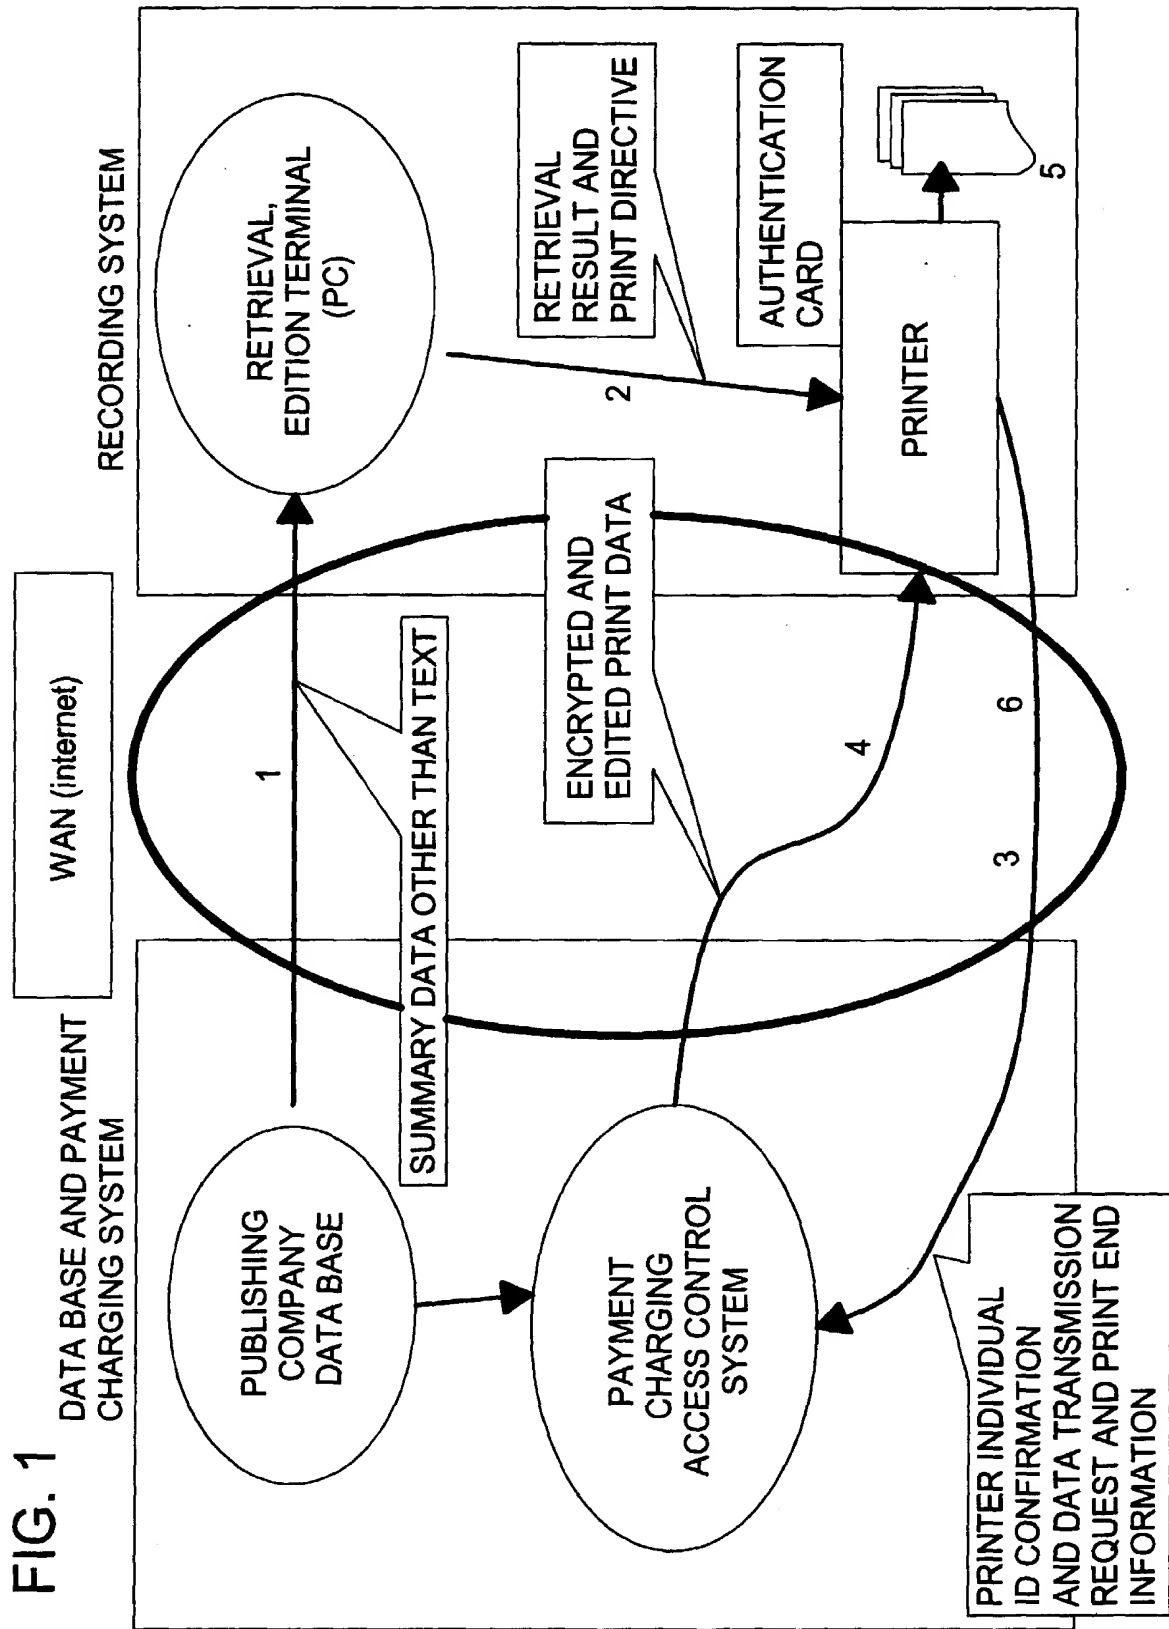 FIG. 1
DATA BASE AND PAYMENT
CHARGING SYSTEM
WAN (internet)
RECORDING SYSTEM
PUBLISHING
COMPANY
DATA BASE
1
RETRIEVAL,
EDITION TERMINAL
(PC)
SUMMARY DATA OTHER THAN TEXT
2
RETRIEVAL
RESULT AND
PRINT DIRECTIVE
PAYMENT
CHARGING
ACCESS CONTROL
SYSTEM
ENCRYPTED AND
EDITED PRINT DATA
4
AUTHENTICATION
CARD
PRINTER
5
3
6
PRINTER INDIVIDUAL
ID CONFIRMATION
AND DATA TRANSMISSION
REQUEST AND PRINT END
INFORMATION